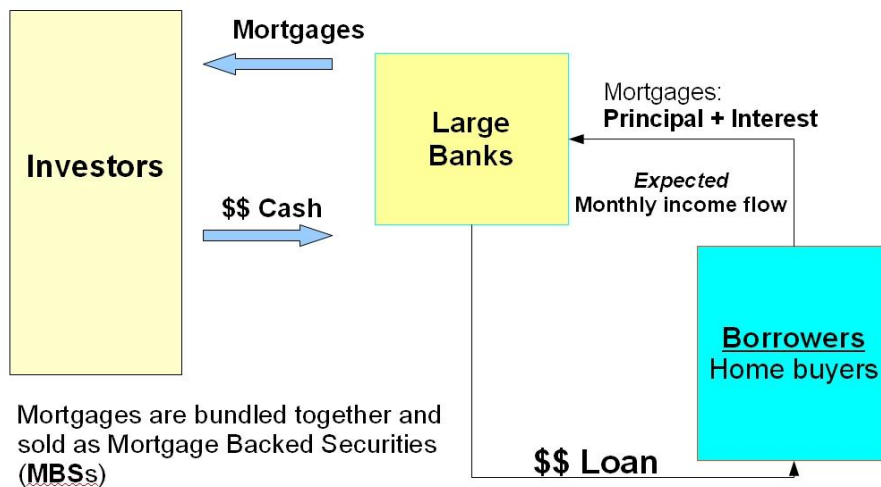 Mortgages
Investors
$$ Cash
Large
Banks
Mortgages:
Principal + Interest
Expected
Monthly income flow
Borrowers
Home buyers
Mortgages are bundled together and
sold as Mortgage Backed Securities
(MBSs)
$$ Loan